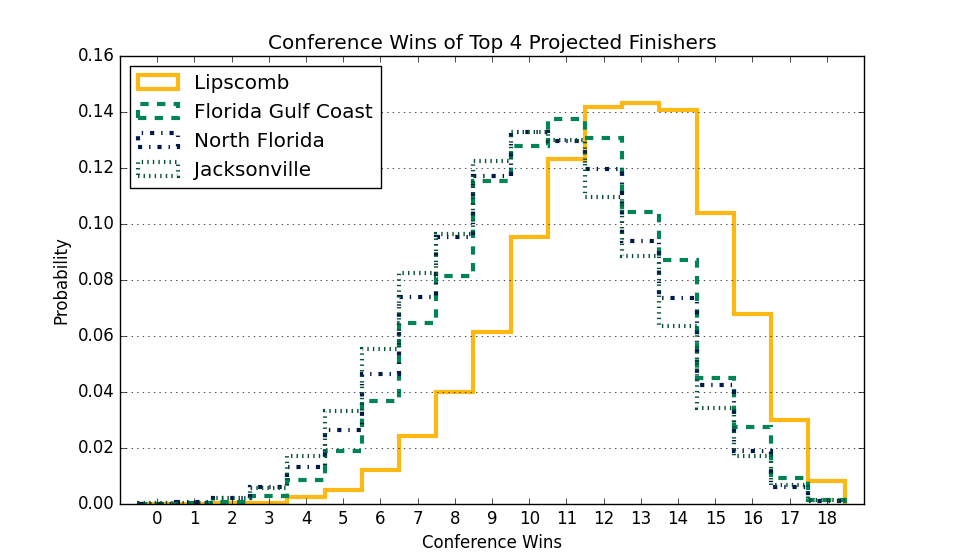 Conference Wins of Top 4 Projected Finishers
0.16
0.14
0.12
0.10
0.08
0.06
0.04
0.02
0.00
Probability
Lipscomb
Florida Gulf Coast
North Florida
Jacksonville
0 1 2 3 4 5 6 7 8 9 10 11 12 13 14 15 16 17 18
Conference Wins